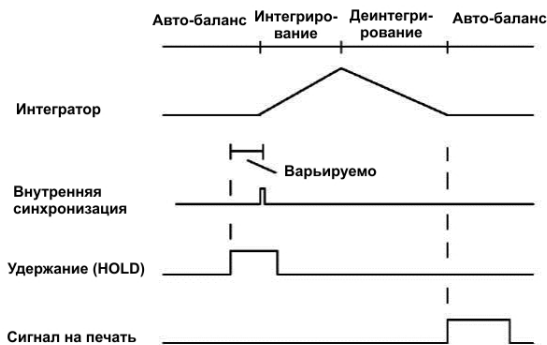 Авто-баланс
Интегриро-
вание
Деинтегри-
рование
Авто-баланс
Интегратор
Варьируемо
Внутренняя
синхронизация
Удержание (HOLD)
Сигнал на печать